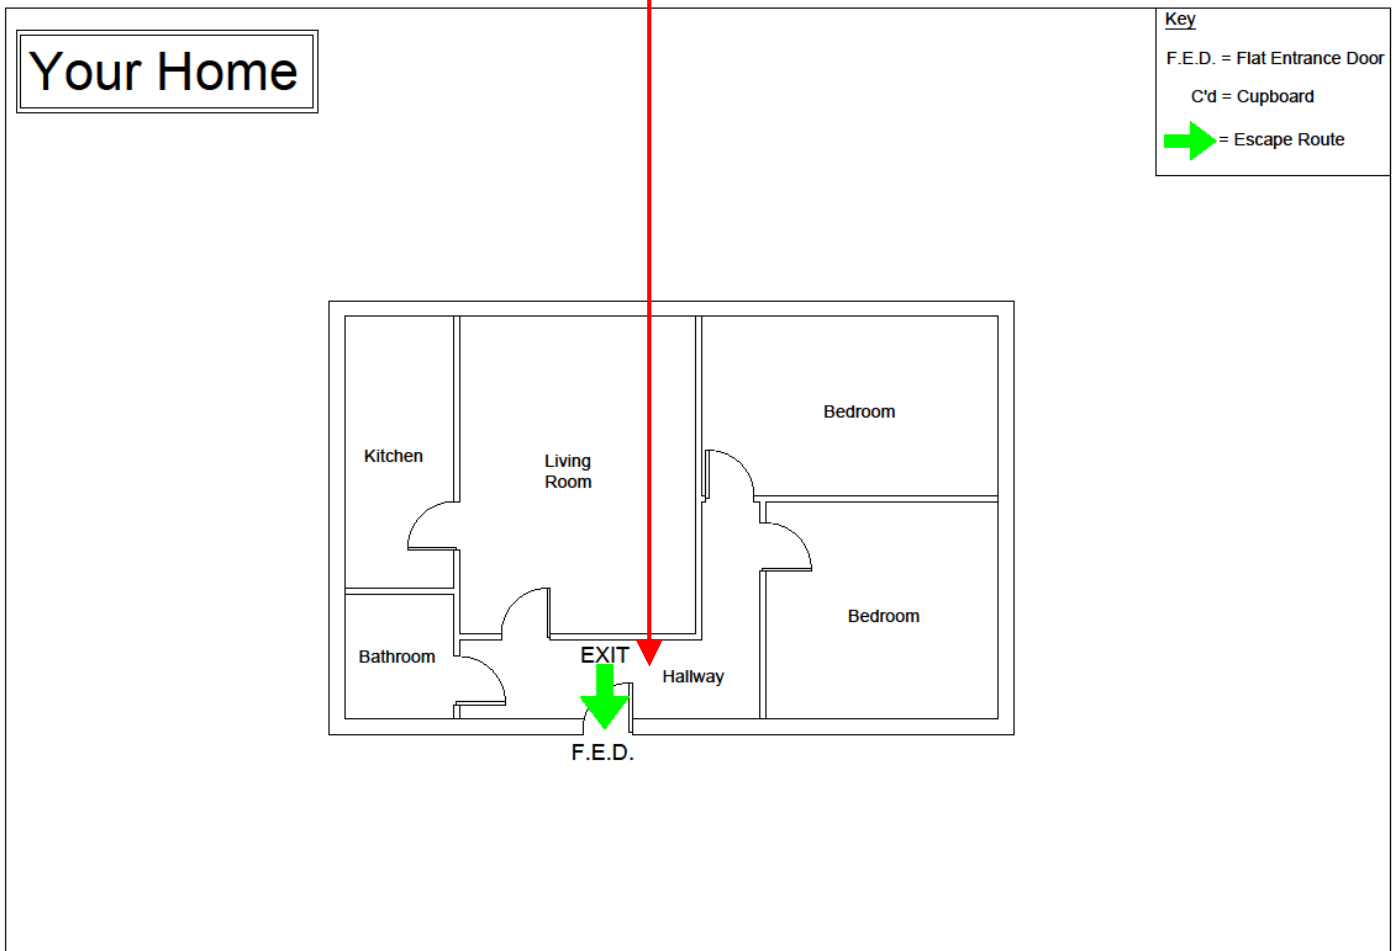 Your Home
Key
F.E.D. = Flat Entrance Door
C'd = Cupboard
= Escape Route
Bedroom
Kitchen
Living
Room
Bedroom
Bathroom
EXIT
Hallway
F.E.D.